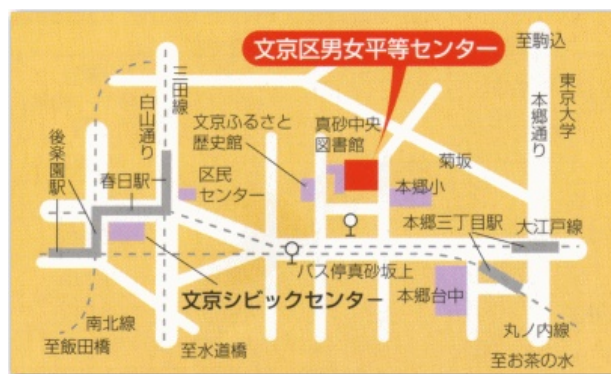 文京区男女平等センター
至駒込
東京大学
本郷通り
三田線
白山通り
文京ふるさと
歴史館
真砂中央
図書館
菊坂
後楽園駅
春日駅
区民
センター
本郷小
本郷三丁目駅
大江戸線
バス停真砂坂上
文京シビックセンター
本郷台中
南北線
至飯田橋
至水道橋
丸ノ内線
至お茶の水